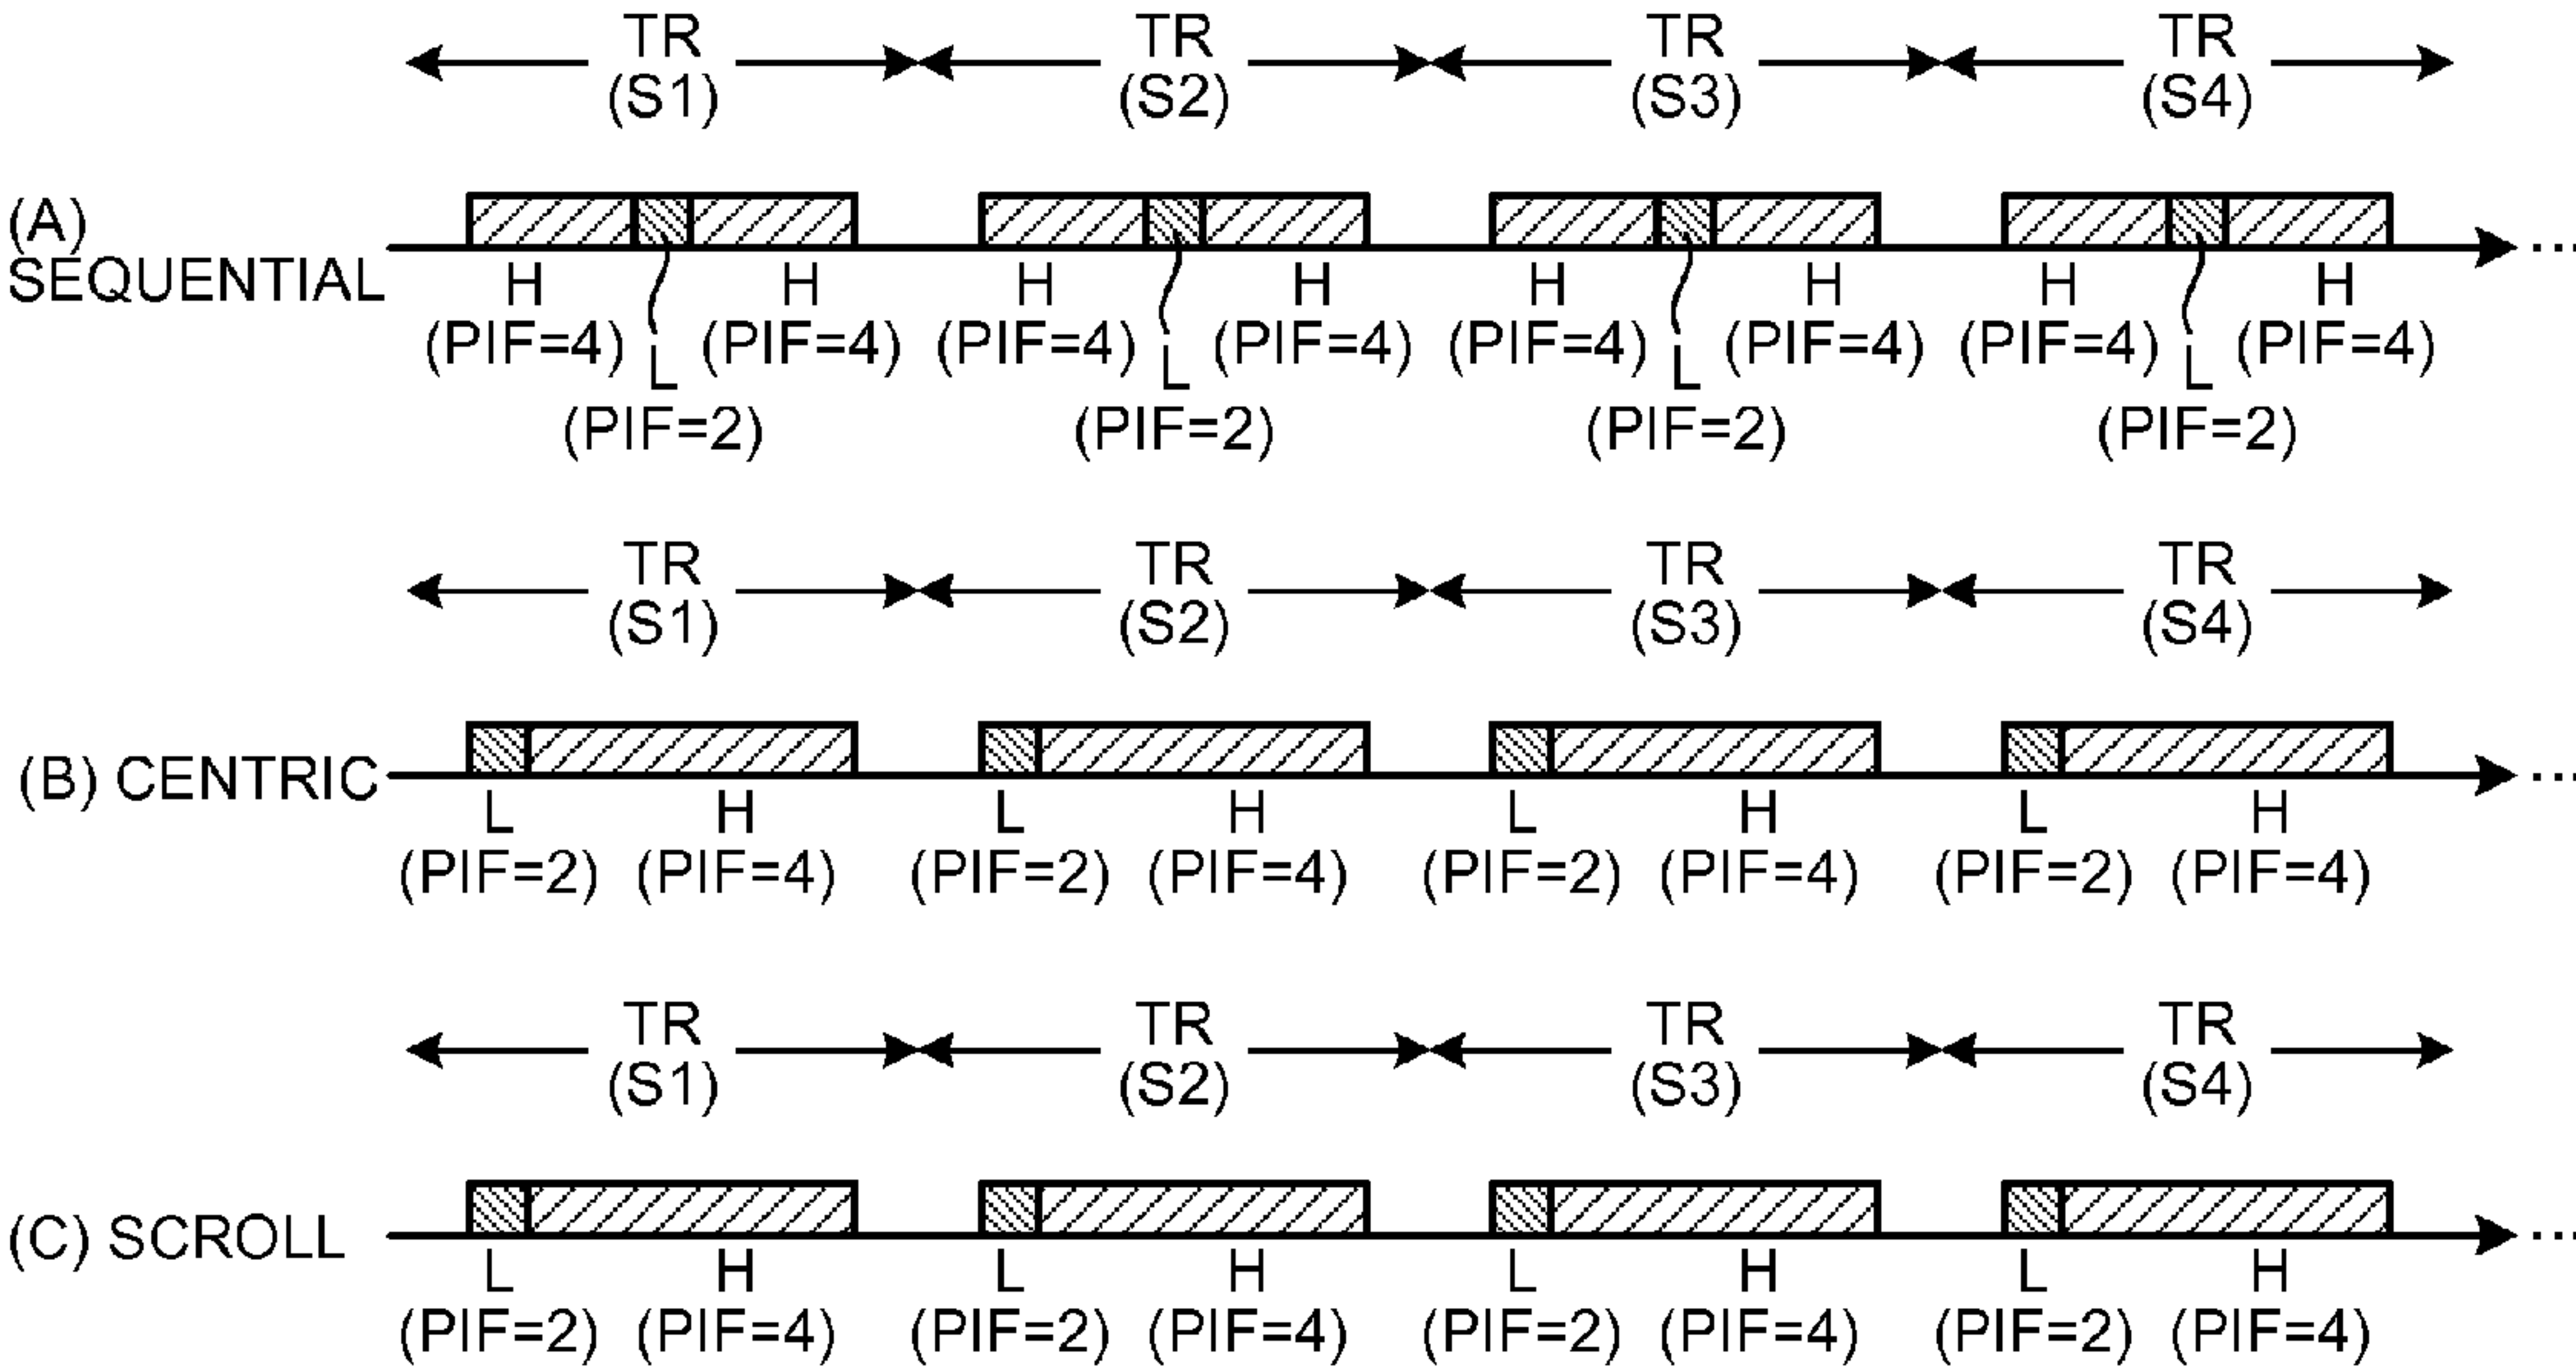 TR TR TR TR
(S1) (S2) (S3) (S4)
(A)
SEQUENTIAL
...
H H H H H H H H
(PIF=4) (PIF=4) (PIF=4) (PIF=4) (PIF=4) (PIF=4) (PIF=4) (PIF=4)
L L L L
(PIF=2) (PIF=2) (PIF=2) (PIF=2)
TR TR TR TR
(S1) (S2) (S3) (S4)
(B) CENTRIC ...
L H L H L H L H
(PIF=2) (PIF=4) (PIF=2) (PIF=4) (PIF=2) (PIF=4) (PIF=2) (PIF=4)
TR TR TR TR
(S1) (S2) (S3) (S4)
(C) SCROLL ...
L H L H L H L H
(PIF=2) (PIF=4) (PIF=2) (PIF=4) (PIF=2) (PIF=4) (PIF=2) (PIF=4)